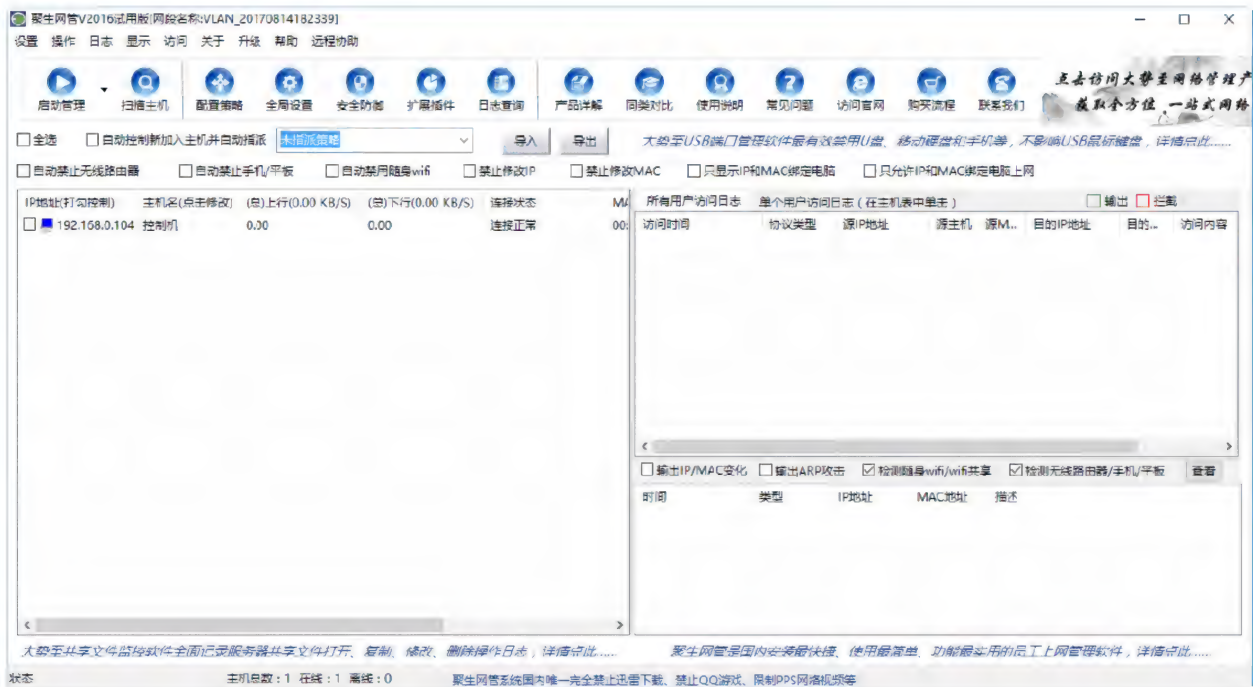 聚生网管V2016试用版[网段名称:VLAN_20170814182339]
设置 操作 日志 显示 访问 关于 升级 帮助 远程协助
启动管理 扫描主机 配置策略 全局设置 安全防御 扩展插件 日志查询 产品详解 同类对比 使用说明 常见问题 访问官网 购买流程 联系我们
点击访问大势至网络管理产
获取全方位、一站式网络
全选 自动控制新加入主机并自动指派 未指派策略 导入 导出 大势至USB端口管理软件最有效禁用U盘、移动硬盘和手机等，不影响USB鼠标键盘，详情点此......
自动禁止无线路由器 自动禁止手机/平板 自动禁用随身wifi 禁止修改IP 禁止修改MAC 只显示IP和MAC绑定电脑 只允许IP和MAC绑定电脑上网
IP地址(打勾控制) 主机名(点击修改) (总)上行(0.00 KB/S) (总)下行(0.00 KB/S) 连接状态 MA
192.168.0.104 控制机 0.00 0.00 连接正常 00:
所有用户访问日志 单个用户访问日志（在主机表中单击） 输出 拦截
访问时间 协议类型 源IP地址 源主机 源M... 目的IP地址 目的... 访问内容
输出IP/MAC变化 输出ARP攻击 检测随身wifi/wifi共享 检测无线路由器/手机/平板 查看
时间 类型 IP地址 MAC地址 描述
大势至共享文件监控软件全面记录服务器共享文件打开、复制、修改、删除操作日志，详情点此......
聚生网管是国内安装最快捷、使用最简单、功能最实用的员工上网管理软件，详情点此......
状态 主机总数：1 在线：1 离线：0 聚生网管系统国内唯一完全禁止迅雷下载、禁止QQ游戏、限制PPS网络视频等